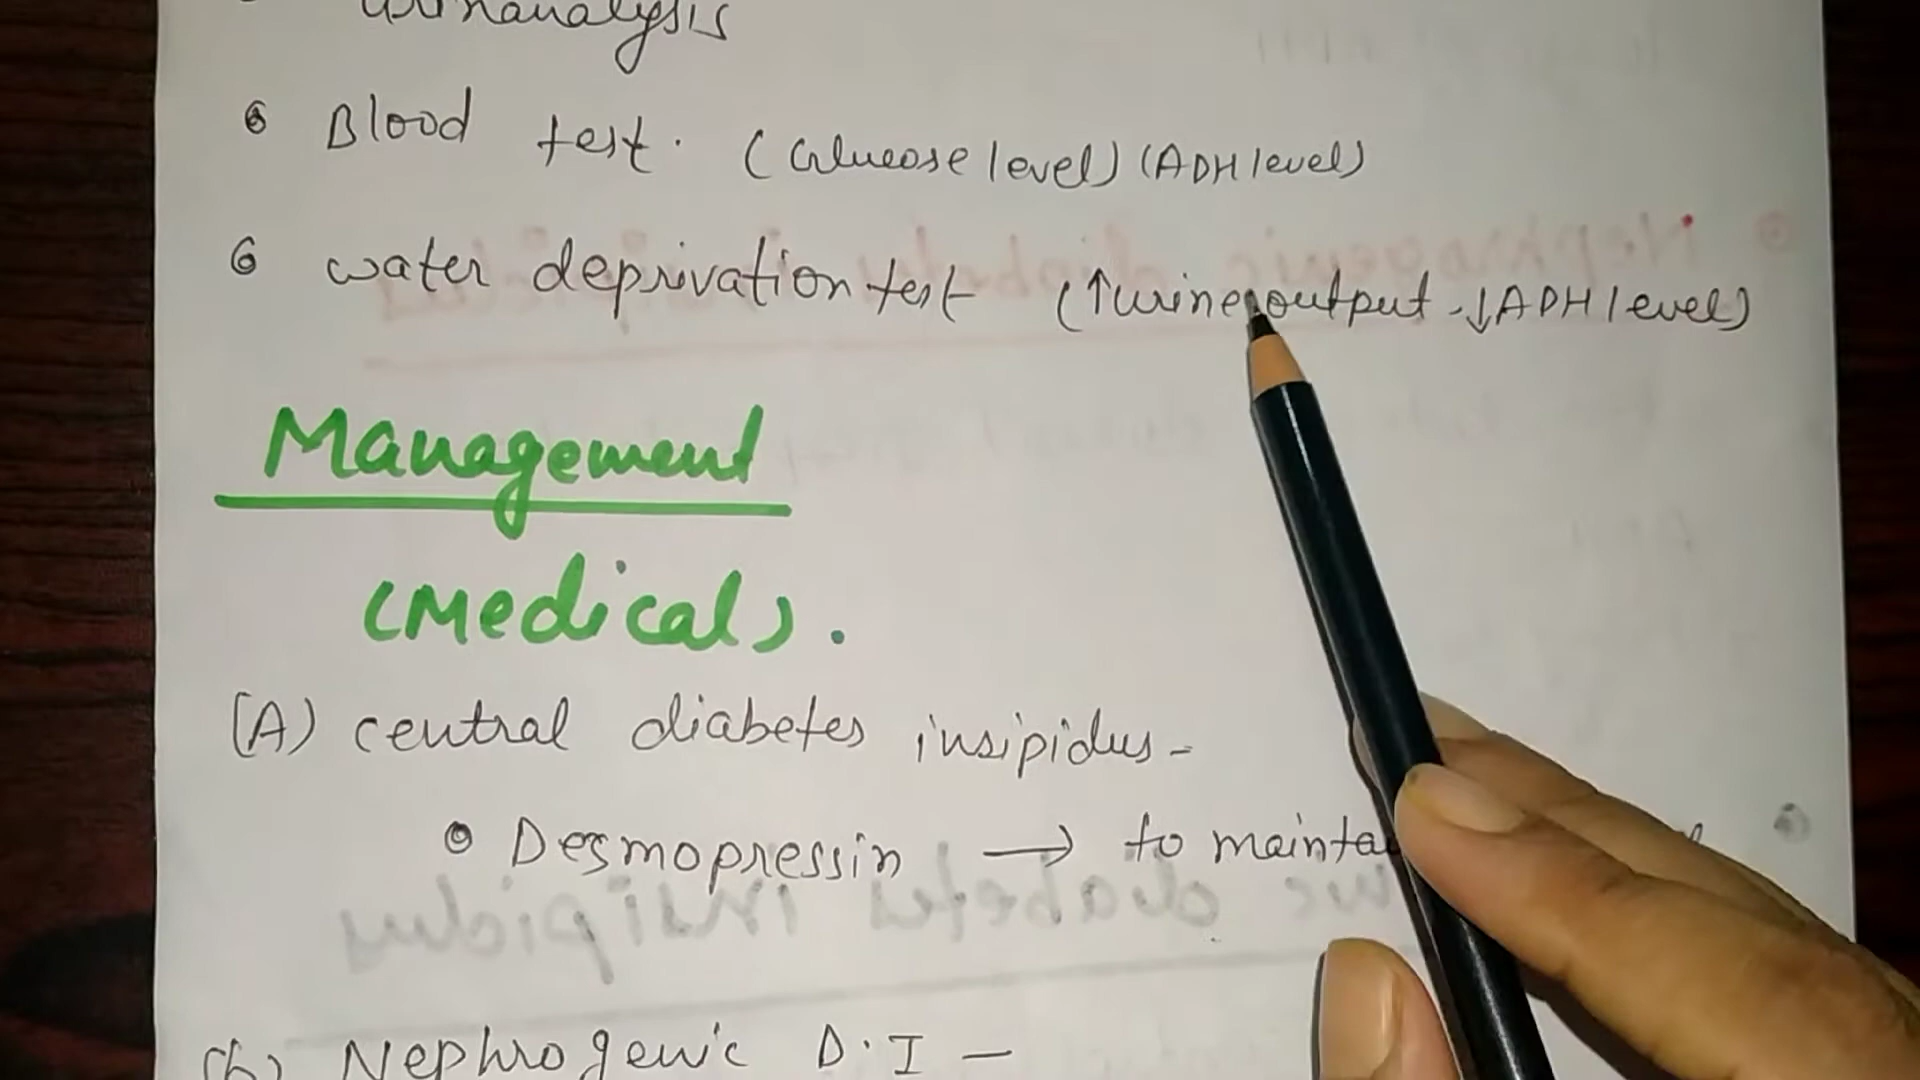 Urinanalysis
Blood test. (Glucose level) (ADH level)
water deprivation test (↑urine output - ↓ADH level)
Management
(Medical).
(A) central diabetes insipidus -
Desmopressin → to mainta
(b) Nephrogenic D.I —